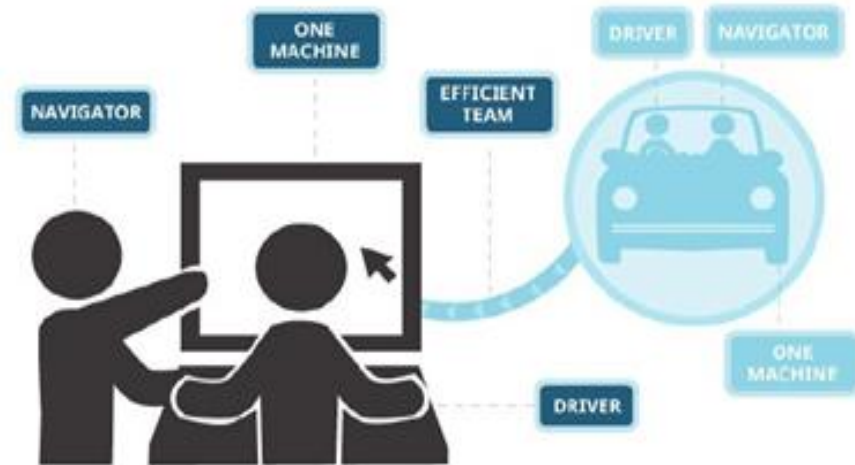 ONE
MACHINE
DRIVER
NAVIGATOR
NAVIGATOR
EFFICIENT
TEAM
ONE
MACHINE
DRIVER